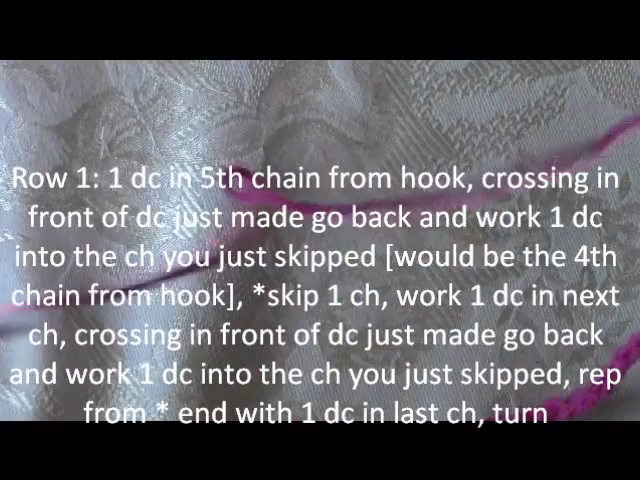 Row 1: 1 dc in 5th chain from hook, crossing in
front of dc just made go back and work 1 dc
into the ch you just skipped [would be the 4th
chain from hook], *skip 1 ch, work 1 dc in next
ch, crossing in front of dc just made go back
and work 1 dc into the ch you just skipped, rep
from * end with 1 dc in last ch, turn